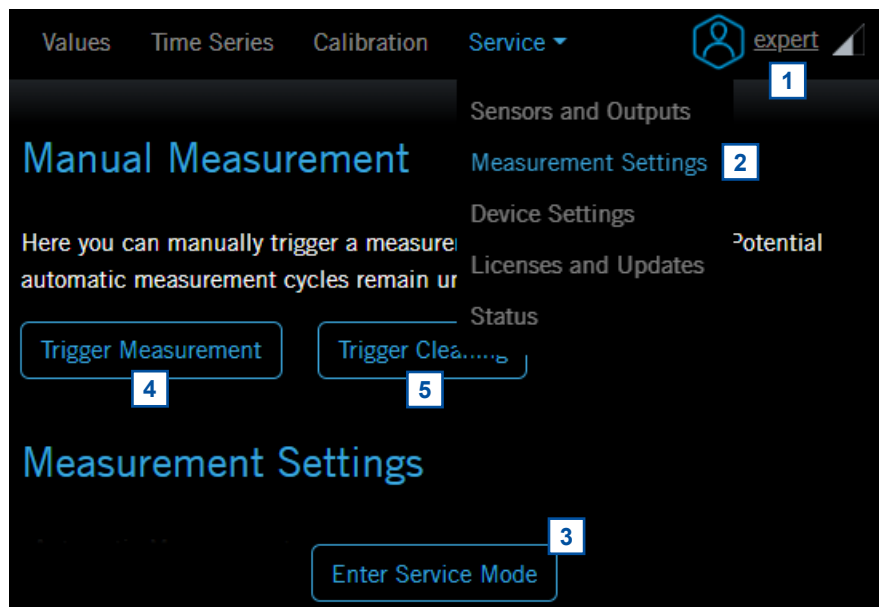 Values Time Series Calibration Service expert
1
Sensors and Outputs
Manual Measurement
Measurement Settings 2
Device Settings
Here you can manually trigger a Potential
automatic measurement cycles remain
Licenses and Updates
Status
Trigger Measurement Trigger
4 5
Measurement Settings
3
Enter Service Mode